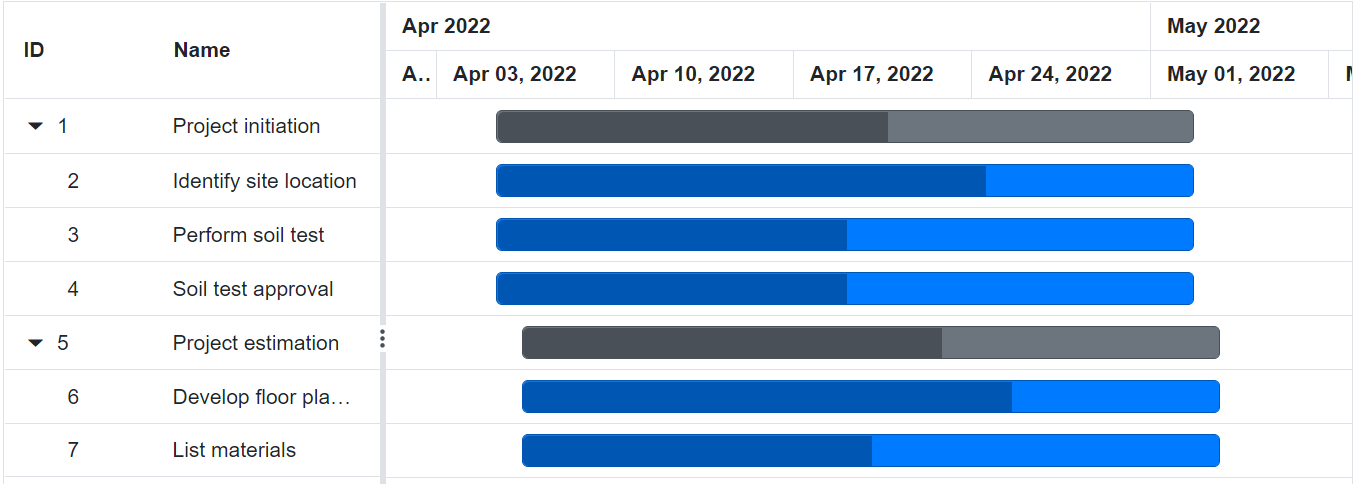 ID Name Apr 2022 May 2022
A.. Apr 03, 2022 Apr 10, 2022 Apr 17, 2022 Apr 24, 2022 May 01, 2022
1 Project initiation
2 Identify site location
3 Perform soil test
4 Soil test approval
5 Project estimation
6 Develop floor pla...
7 List materials